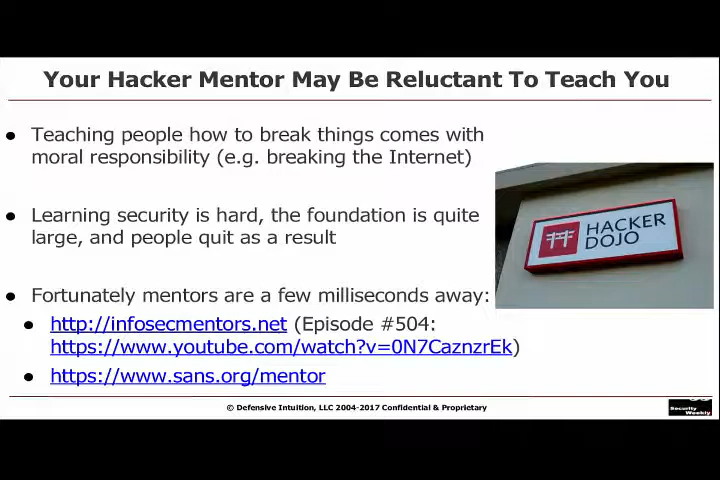 Your Hacker Mentor May Be Reluctant To Teach You
● Teaching people how to break things comes with
moral responsibility (e.g. breaking the Internet)
● Learning security is hard, the foundation is quite
large, and people quit as a result
HACKER
DOJO
● Fortunately mentors are a few milliseconds away:
● http://infosecmentors.net (Episode #504:
https://www.youtube.com/watch?v=0N7CaznzrEk)
● https://www.sans.org/mentor
© Defensive Intuition, LLC 2004-2017 Confidential & Proprietary
Security
Weekly